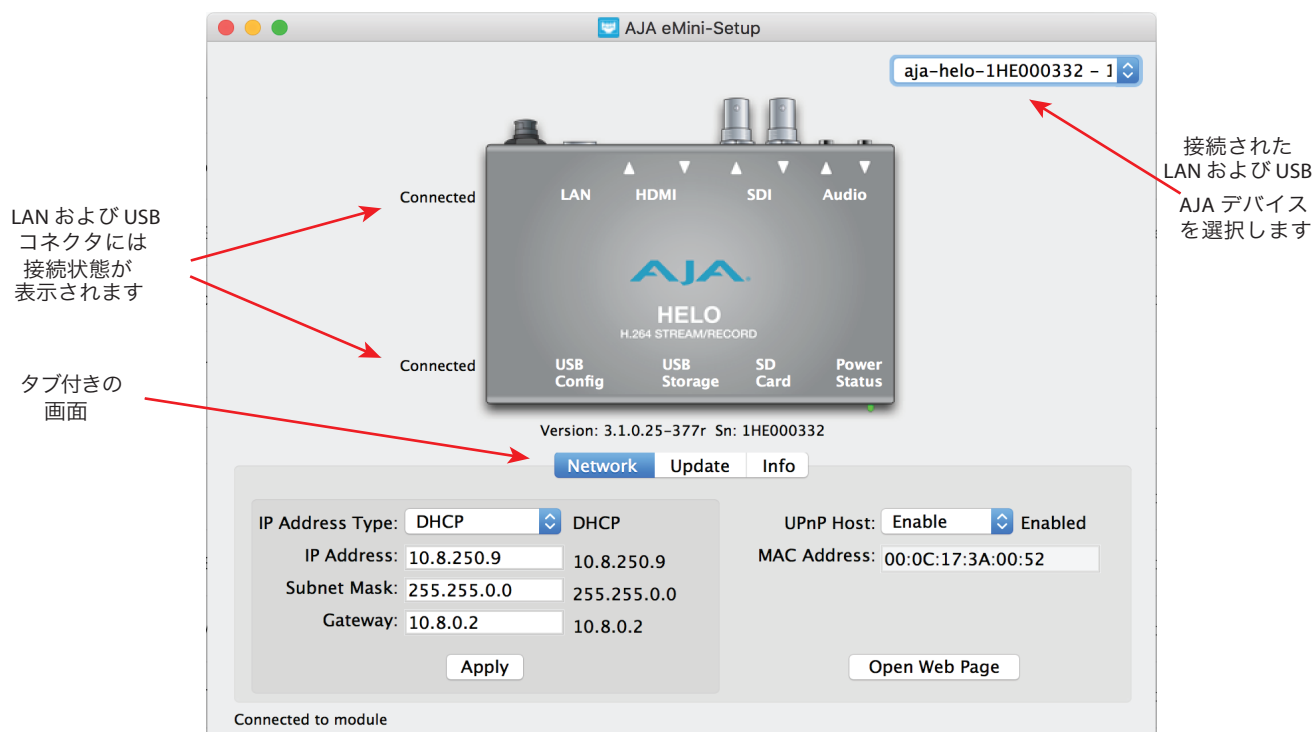 AJA eMini-Setup
aja-helo-1HE000332 – 1
接続された
LAN および USB
AJA デバイス
を選択します
LAN および USB
コネクタには
接続状態が
表示されます
タブ付きの
画面
Connected
LAN HDMI SDI Audio
AJA
HELO
H.264 STREAM/RECORD
Connected
USB Config
USB Storage
SD Card
Power Status
Version: 3.1.0.25-377r Sn: 1HE000332
Network Update Info
IP Address Type: DHCP DHCP
IP Address: 10.8.250.9 10.8.250.9
Subnet Mask: 255.255.0.0 255.255.0.0
Gateway: 10.8.0.2 10.8.0.2
Apply
UPnP Host: Enable Enabled
MAC Address: 00:0C:17:3A:00:52
Open Web Page
Connected to module